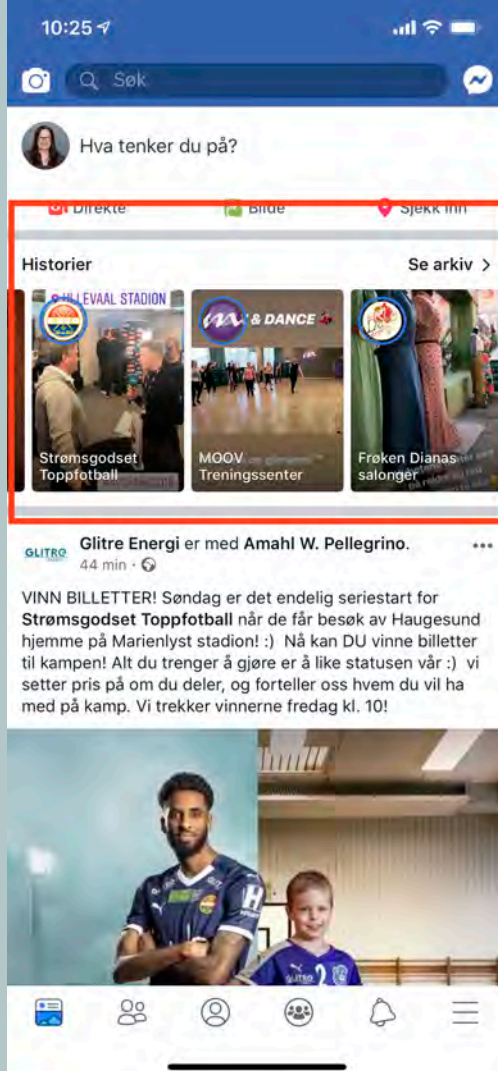 10:25
Søk
Hva tenker du på?
Direkte
Bilde
Sjekk inn
Historier
Se arkiv
ULLEVAAL STADION
& DANCE
Strømsgodset
Toppfotball
MOOV
Treningssenter
Frøken Dianas
salonger
GLITRE
Glitre Energi er med Amahl W. Pellegrino.
44 min ·
VINN BILLETTER! Søndag er det endelig seriestart for
Strømsgodset Toppfotball når de får besøk av Haugesund
hjemme på Marienlyst stadion! :) Nå kan DU vinne billetter
til kampen! Alt du trenger å gjøre er å like statusen vår :) vi
setter pris på om du deler, og forteller oss hvem du vil ha
med på kamp. Vi trekker vinnerne fredag kl. 10!
GLITRE
2